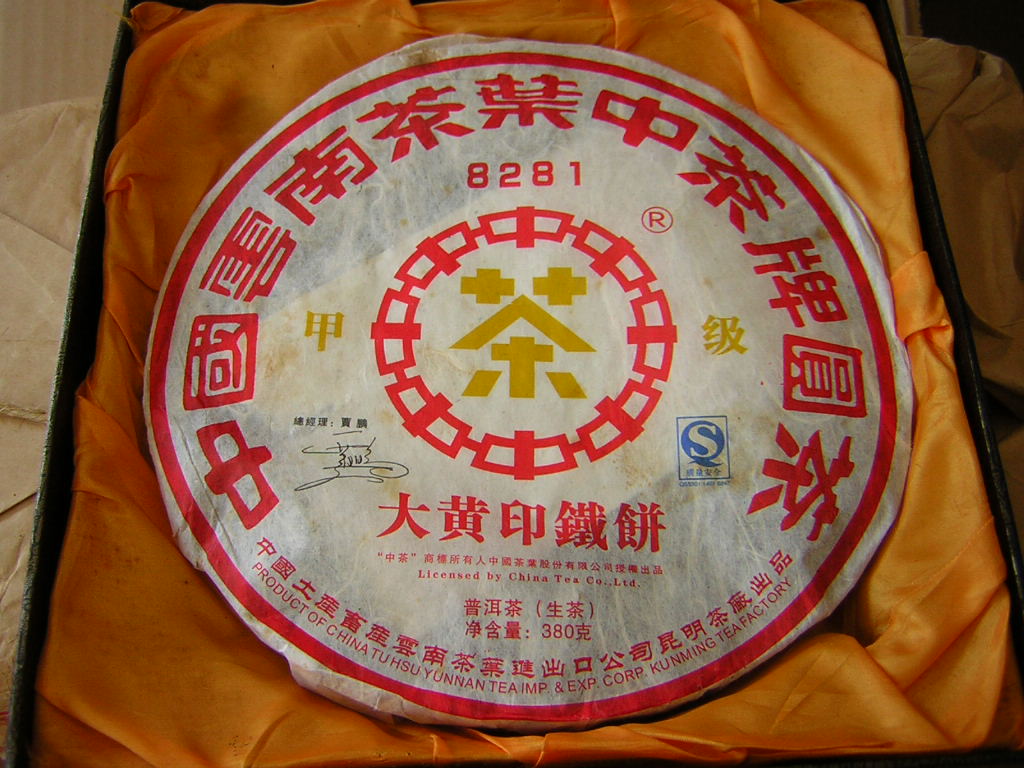 中國雲南茶葉中茶牌圓茶
8281
®
茶
甲 级
總經理：賈鵬
S
質量安全
大黄印鐵餅
“中茶”商標所有人中國茶葉股份有限公司授權出品
Licensed by China Tea Co.,Ltd.
普洱茶（生茶）
净含量：380克
中國土産畜産雲南茶葉進出口公司昆明茶廠出品
PRODUCT OF CHINA TUHSU YUNNAN TEA IMP. & EXP. CORP. KUNMING TEA FACTORY